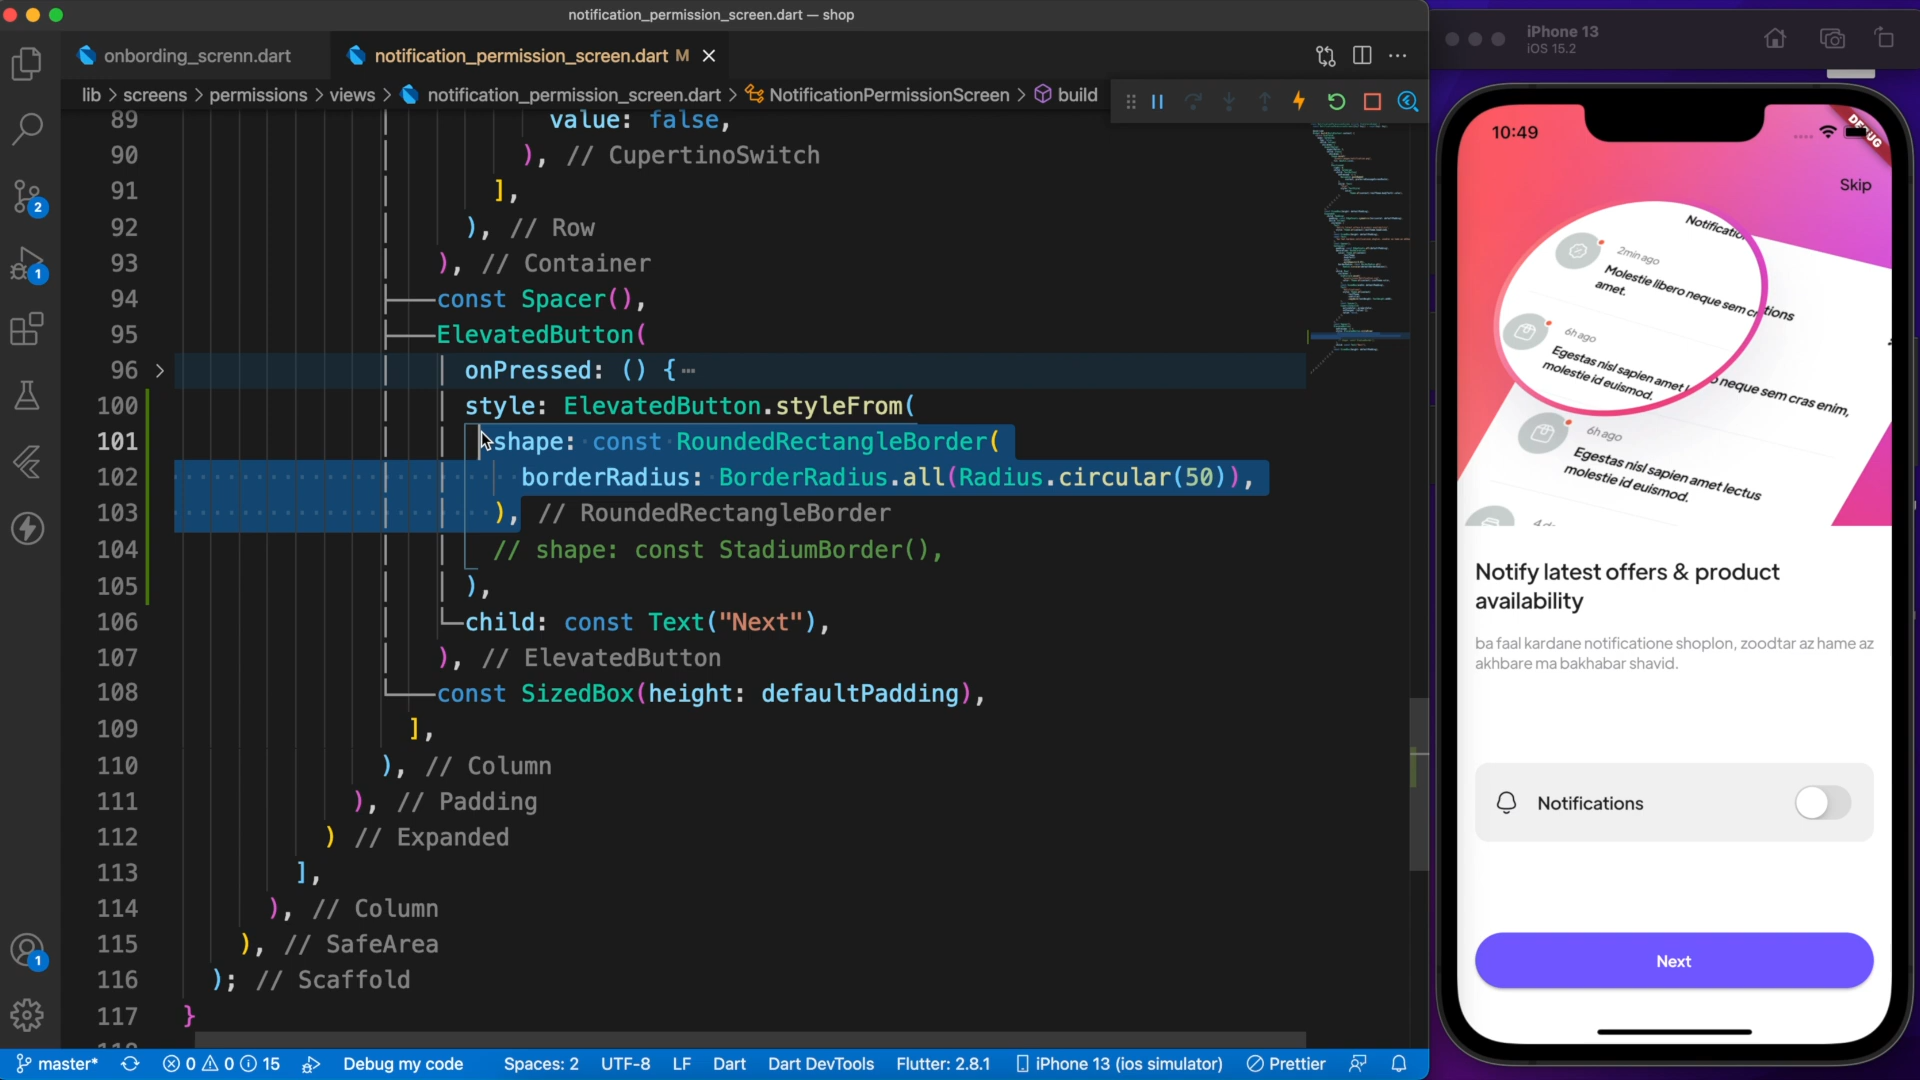 notification_permission_screen.dart — shop
onbording_screnn.dart
notification_permission_screen.dart M
lib > screens > permissions > views > notification_permission_screen.dart > NotificationPermissionScreen > build
89 value: false,
90 ), // CupertinoSwitch
91 ],
92 ), // Row
93 ), // Container
94 const Spacer(),
95 ElevatedButton(
96 onPressed: () {…
100 style: ElevatedButton.styleFrom(
101 shape: const RoundedRectangleBorder(
102 borderRadius: BorderRadius.all(Radius.circular(50)),
103 ), // RoundedRectangleBorder
104 // shape: const StadiumBorder(),
105 ),
106 child: const Text("Next"),
107 ), // ElevatedButton
108 const SizedBox(height: defaultPadding),
109 ],
110 ), // Column
111 ), // Padding
112 ) // Expanded
113 ],
114 ), // Column
115 ), // SafeArea
116 ); // Scaffold
117 }
2
1
1
master* 0 0 15 Debug my code Spaces: 2 UTF-8 LF Dart Dart DevTools Flutter: 2.8.1 iPhone 13 (ios simulator) Prettier
iPhone 13
iOS 15.2
10:49
DEBUG
Skip
2min ago
Molestie libero neque sem
amet.
6h ago
Egestas nisl sapien amet
molestie id euismod.
neque sem cras enim,
6h ago
Egestas nisl sapien amet lectus
molestie id euismod.
Notify latest offers & product
availability
ba faal kardane notificatione shoplon, zoodtar az hame az
akhbare ma bakhabar shavid.
Notifications
Next